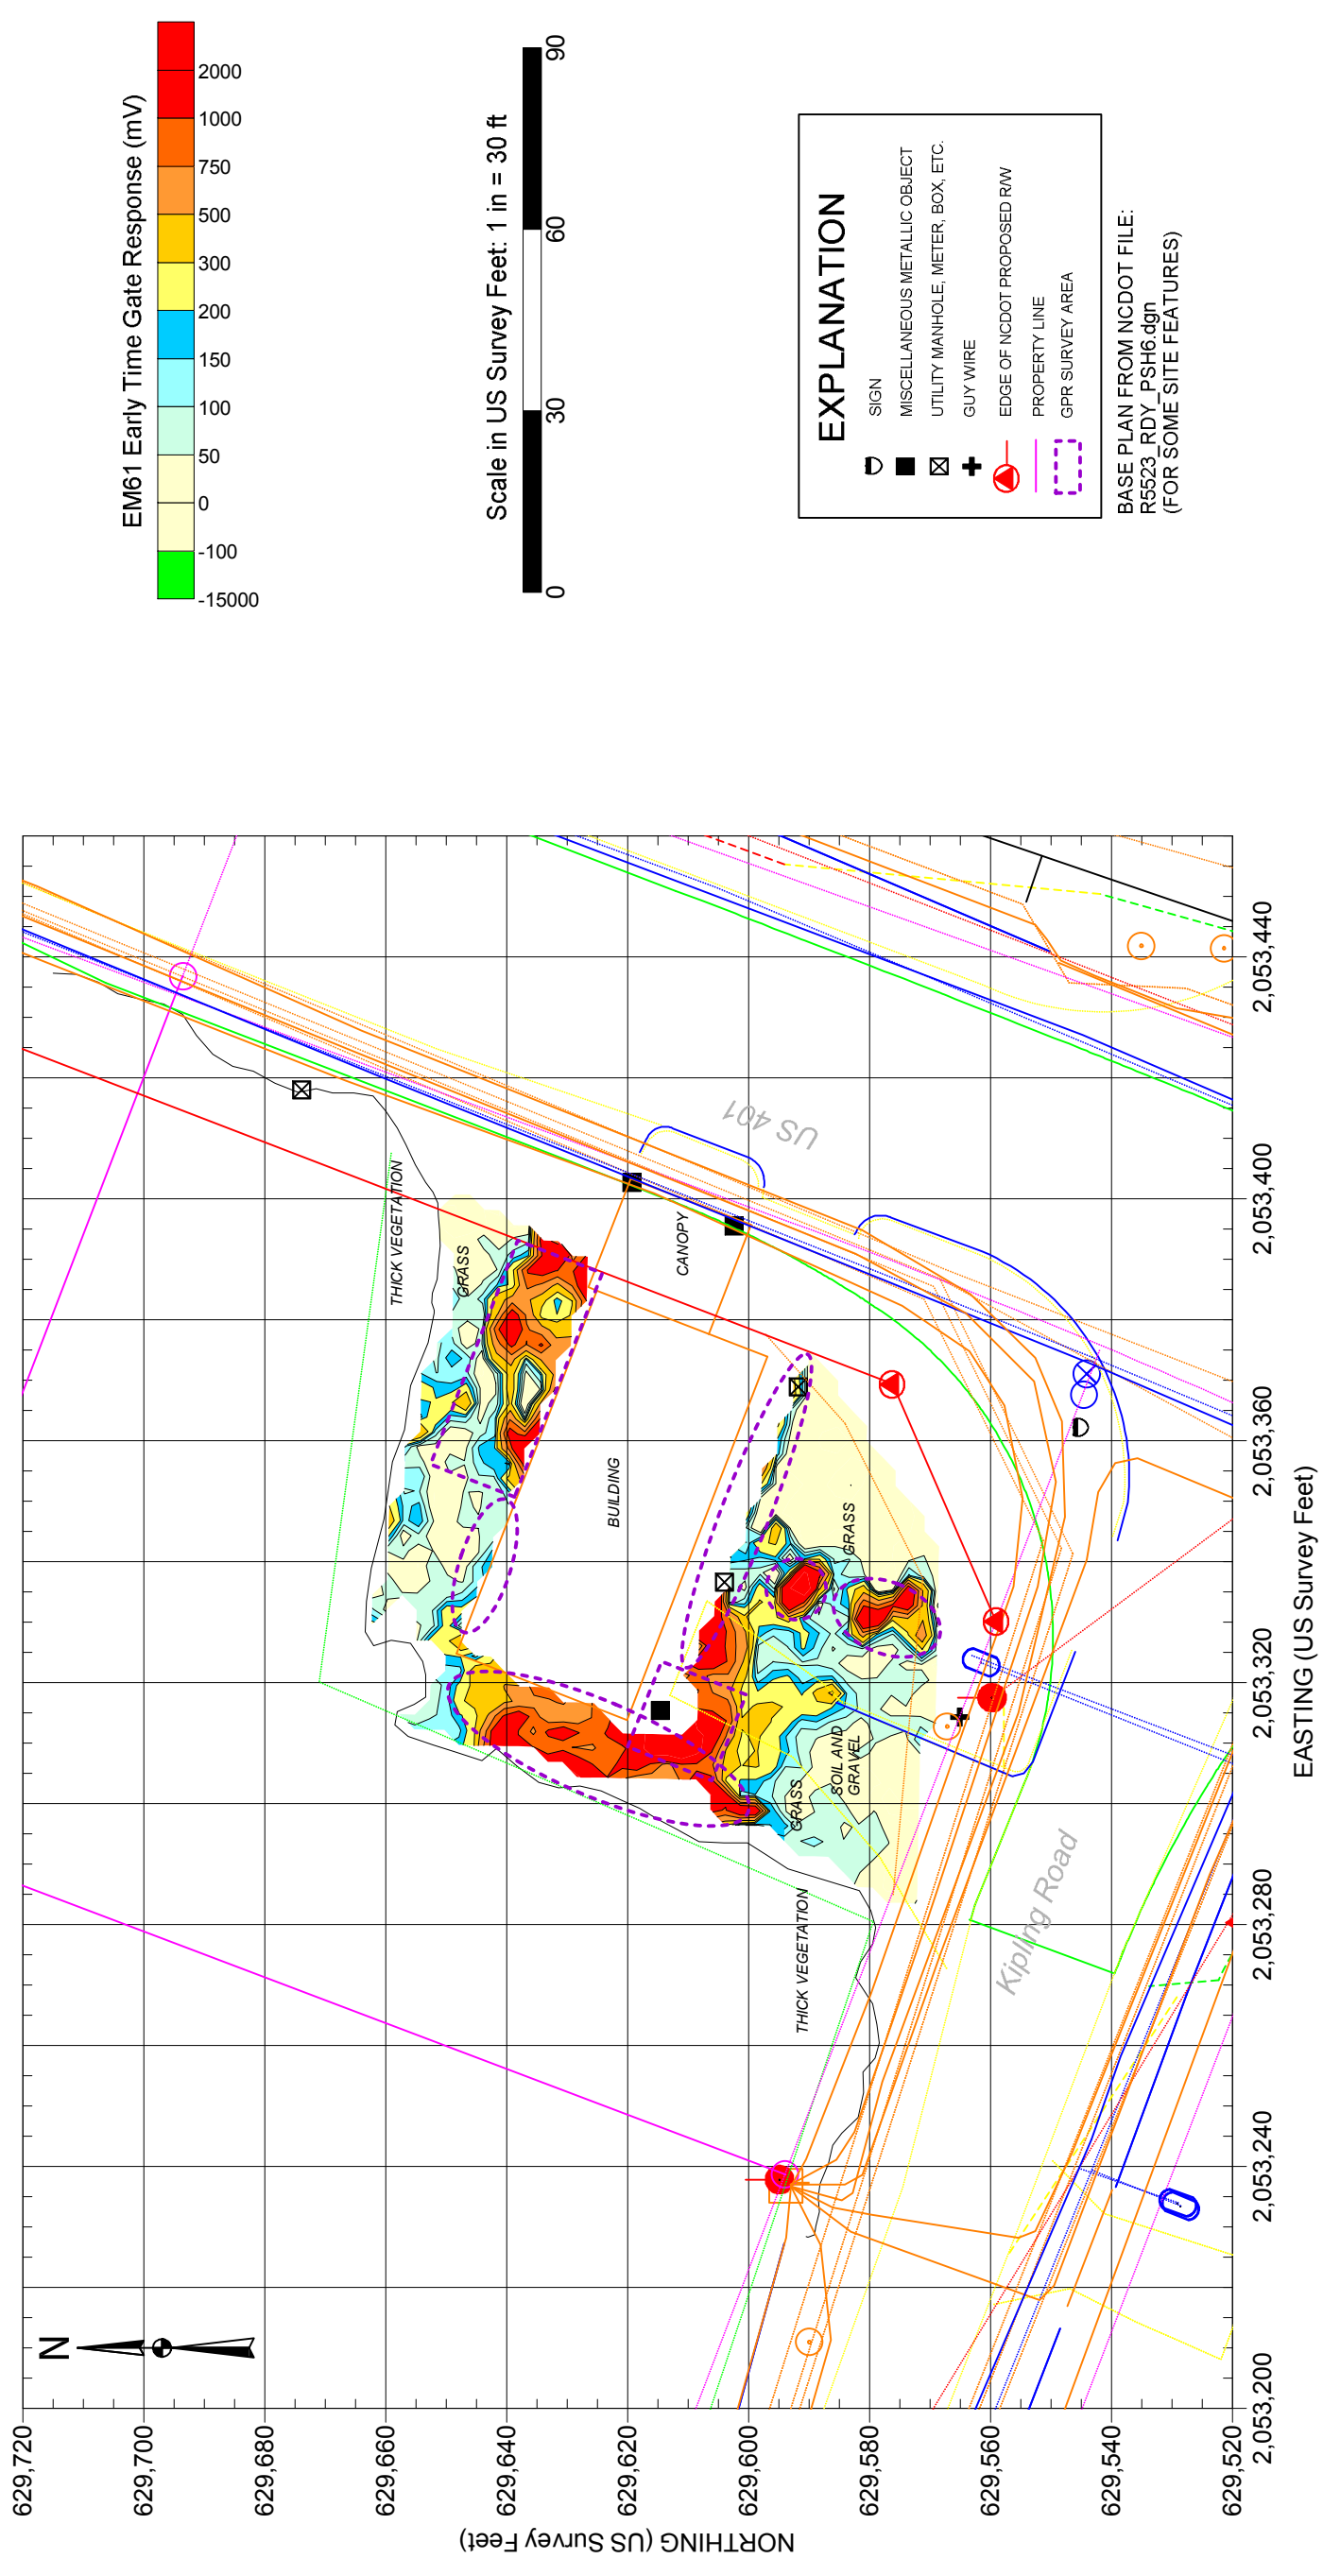 EM61 Early Time Gate Response (mV)
-15000
-100
0
50
100
150
200
300
500
750
1000
2000
Scale in US Survey Feet: 1 in = 30 ft
0
30
60
90
EXPLANATION
SIGN
MISCELLANEOUS METALLIC OBJECT
UTILITY MANHOLE, METER, BOX, ETC.
GUY WIRE
EDGE OF NCDOT PROPOSED R/W
PROPERTY LINE
GPR SURVEY AREA
BASE PLAN FROM NCDOT FILE:
R5523_RDY_PSH6.dgn
(FOR SOME SITE FEATURES)
N
THICK VEGETATION
GRASS
CANOPY
US 401
BUILDING
GRASS
SOIL AND
GRAVEL
GRASS
THICK VEGETATION
Kipling Road
629,720
629,700
629,680
629,660
629,640
629,620
629,600
629,580
629,560
629,540
629,520
NORTHING (US Survey Feet)
2,053,200
2,053,240
2,053,280
2,053,320
2,053,360
2,053,400
2,053,440
EASTING (US Survey Feet)